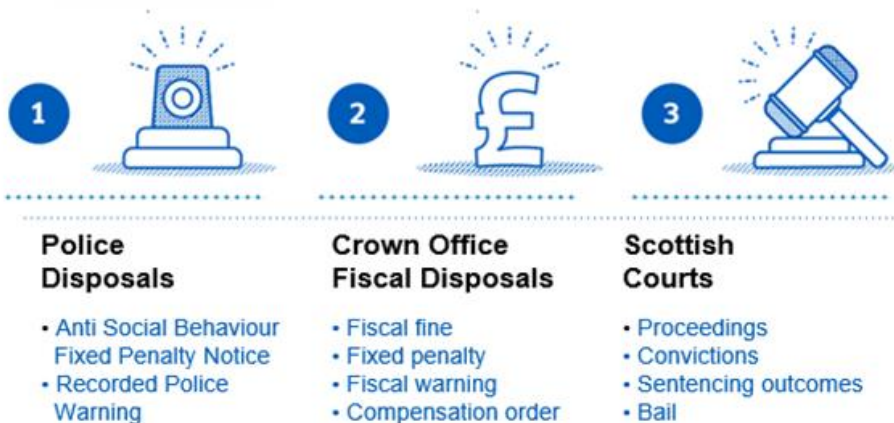 1
Police
Disposals
• Anti Social Behaviour
Fixed Penalty Notice
• Recorded Police
Warning
2
£
Crown Office
Fiscal Disposals
• Fiscal fine
• Fixed penalty
• Fiscal warning
• Compensation order
3
Scottish
Courts
• Proceedings
• Convictions
• Sentencing outcomes
• Bail